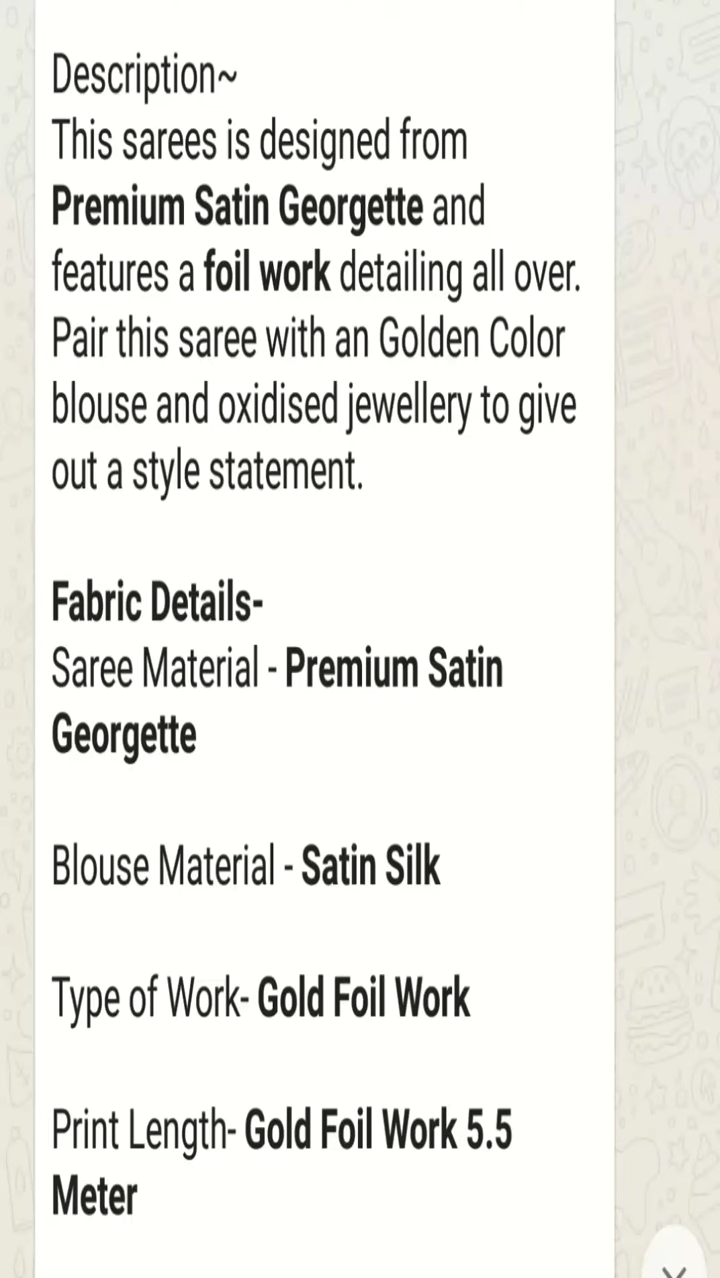 Description~
This sarees is designed from
Premium Satin Georgette and
features a foil work detailing all over.
Pair this saree with an Golden Color
blouse and oxidised jewellery to give
out a style statement.
Fabric Details-
Saree Material - Premium Satin
Georgette
Blouse Material - Satin Silk
Type of Work- Gold Foil Work
Print Length- Gold Foil Work 5.5
Meter